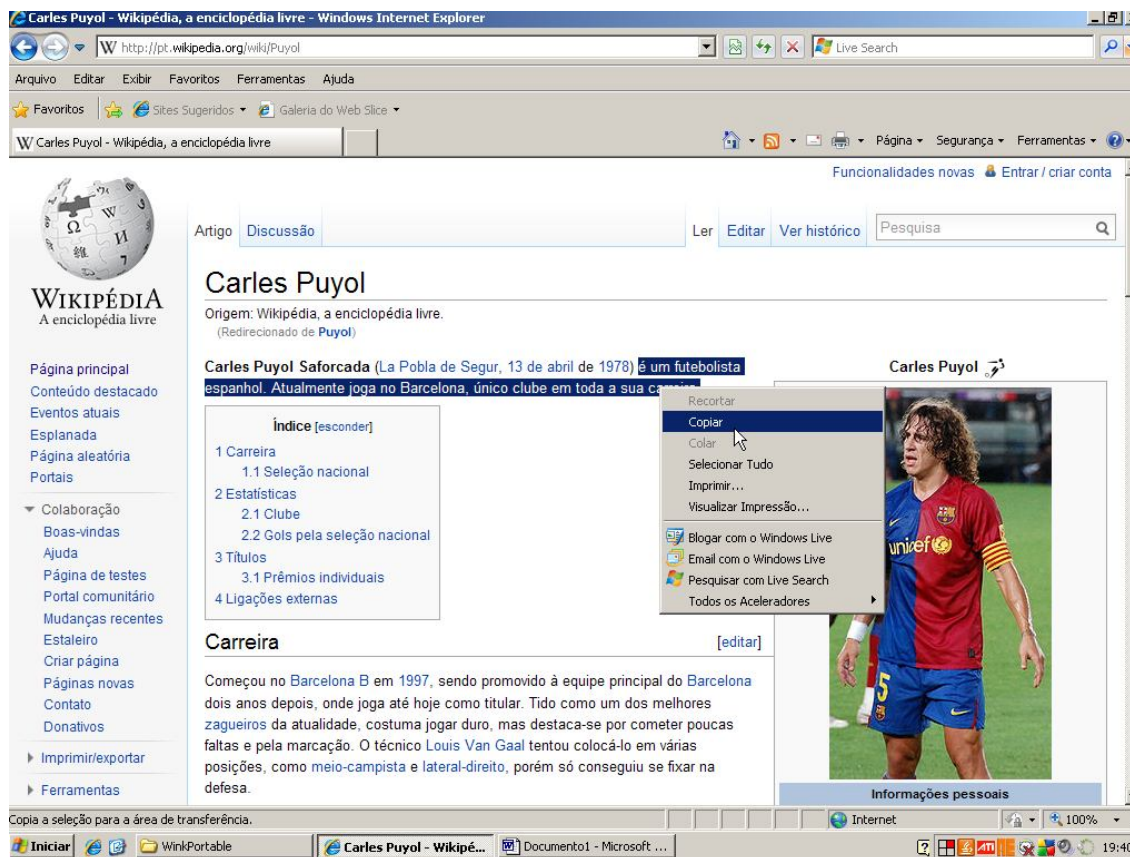 Carles Puyol - Wikipédia, a enciclopédia livre - Windows Internet Explorer
http://pt.wikipedia.org/wiki/Puyol
Live Search
Arquivo Editar Exibir Favoritos Ferramentas Ajuda
Favoritos Sites Sugeridos Galeria do Web Slice
Carles Puyol - Wikipédia, a enciclopédia livre
Página Segurança Ferramentas
Funcionalidades novas Entrar / criar conta
Artigo Discussão Ler Editar Ver histórico Pesquisa
WIKIPÉDIA
A enciclopédia livre
Página principal
Conteúdo destacado
Eventos atuais
Esplanada
Página aleatória
Portais
Colaboração
Boas-vindas
Ajuda
Página de testes
Portal comunitário
Mudanças recentes
Estaleiro
Criar página
Páginas novas
Contato
Donativos
Imprimir/exportar
Ferramentas
Carles Puyol
Origem: Wikipédia, a enciclopédia livre.
(Redirecionado de Puyol)
Carles Puyol Saforcada (La Pobla de Segur, 13 de abril de 1978) é um futebolista
espanhol. Atualmente joga no Barcelona, único clube em toda a sua carreira.
Índice [esconder]
1 Carreira
1.1 Seleção nacional
2 Estatísticas
2.1 Clube
2.2 Gols pela seleção nacional
3 Títulos
3.1 Prêmios individuais
4 Ligações externas
Carreira [editar]
Começou no Barcelona B em 1997, sendo promovido à equipe principal do Barcelona
dois anos depois, onde joga até hoje como titular. Tido como um dos melhores
zagueiros da atualidade, costuma jogar duro, mas destaca-se por cometer poucas
faltas e pela marcação. O técnico Louis Van Gaal tentou colocá-lo em várias
posições, como meio-campista e lateral-direito, porém só conseguiu se fixar na
defesa.
Recortar
Copiar
Colar
Selecionar Tudo
Imprimir...
Visualizar Impressão...
Blogar com o Windows Live
Email com o Windows Live
Pesquisar com Live Search
Todos os Aceleradores
Carles Puyol
unicef
5
Informações pessoais
Copia a seleção para a área de transferência.
Internet 100%
Iniciar WinkPortable Carles Puyol - Wikipé... Documento1 - Microsoft ... 19:40